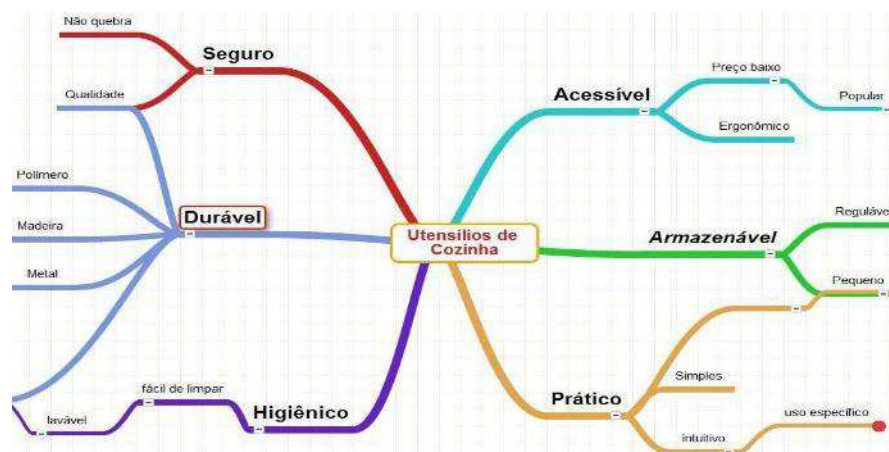 Não quebra
Seguro
Qualidade
Polímero
Durável
Madeira
Metal
fácil de limpar
Higiênico
lavável
Utensílios de
Cozinha
Preço baixo
Acessível
Popular
Ergonômico
Regulável
Armazenável
Pequeno
Simples
Prático
uso específico
intuitivo